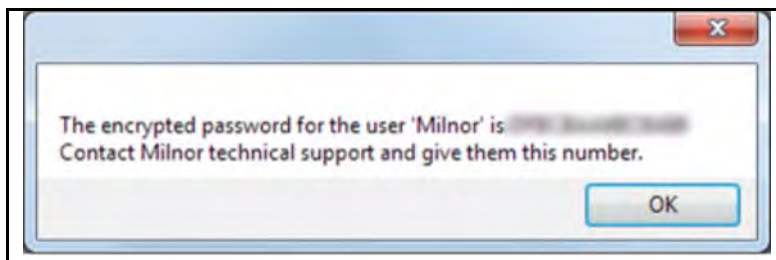 The encrypted password for the user 'Milnor' is
Contact Milnor technical support and give them this number.
OK